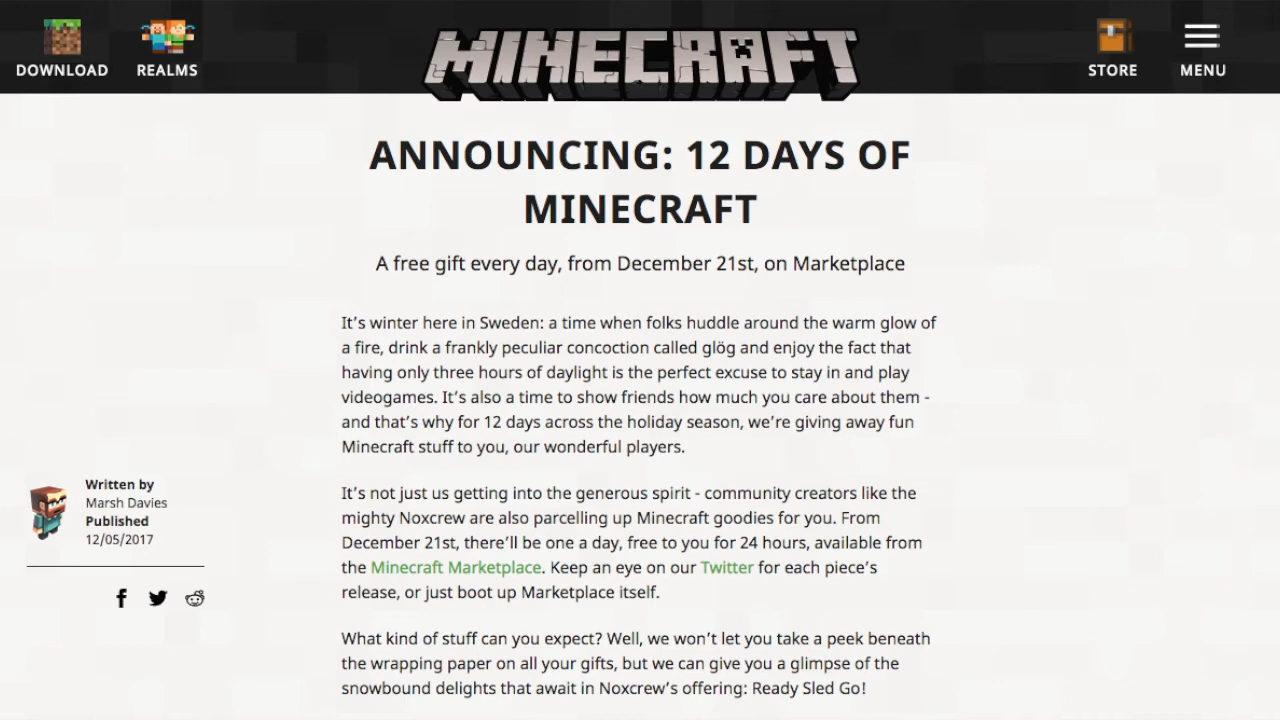 DOWNLOAD
REALMS
MINECRAFT
STORE
MENU
ANNOUNCING: 12 DAYS OF
MINECRAFT
A free gift every day, from December 21st, on Marketplace
It’s winter here in Sweden: a time when folks huddle around the warm glow of
a fire, drink a frankly peculiar concoction called glög and enjoy the fact that
having only three hours of daylight is the perfect excuse to stay in and play
videogames. It’s also a time to show friends how much you care about them -
and that’s why for 12 days across the holiday season, we’re giving away fun
Minecraft stuff to you, our wonderful players.
Written by
Marsh Davies
Published
12/05/2017
It’s not just us getting into the generous spirit - community creators like the
mighty Noxcrew are also parcelling up Minecraft goodies for you. From
December 21st, there’ll be one a day, free to you for 24 hours, available from
the Minecraft Marketplace. Keep an eye on our Twitter for each piece’s
release, or just boot up Marketplace itself.
What kind of stuff can you expect? Well, we won’t let you take a peek beneath
the wrapping paper on all your gifts, but we can give you a glimpse of the
snowbound delights that await in Noxcrew’s offering: Ready Sled Go!